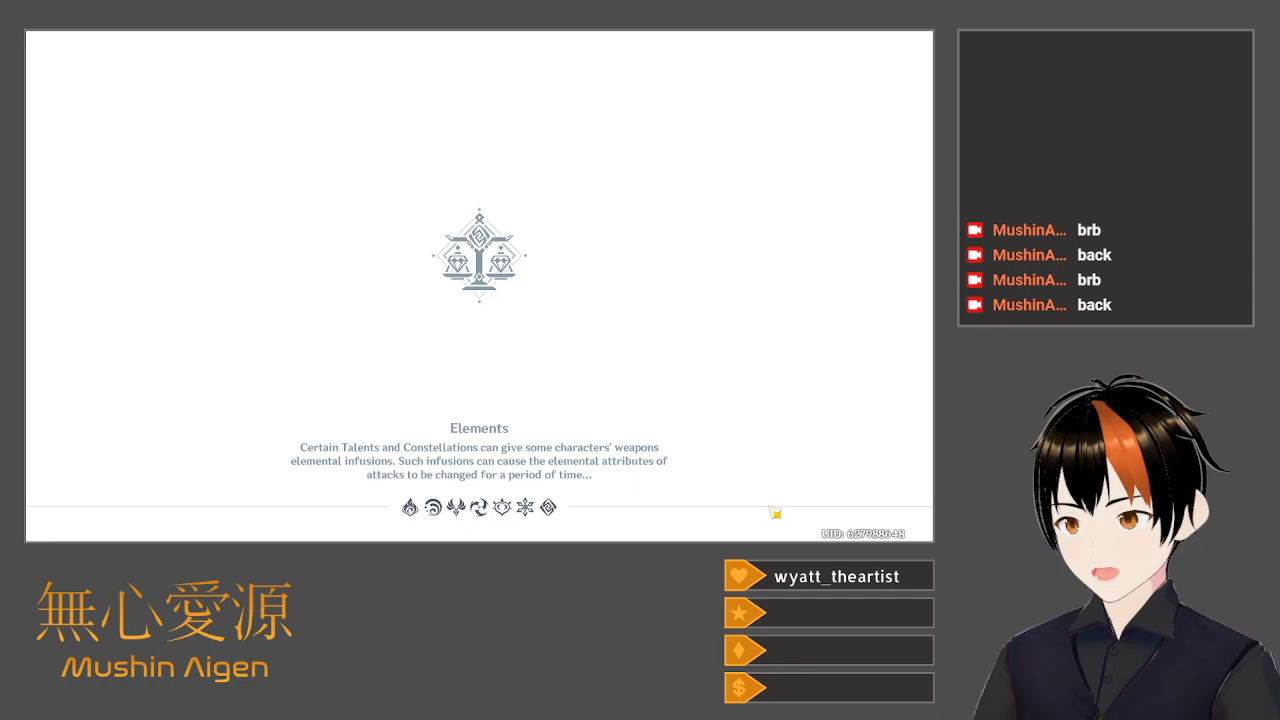 MushinA... brb
MushinA... back
MushinA... brb
MushinA... back
Elements
Certain Talents and Constellations can give some characters' weapons
elemental infusions. Such infusions can cause the elemental attributes of
attacks to be changed for a period of time...
UID: 627988648
wyatt_theartist
無心愛源
Mushin Aigen
$